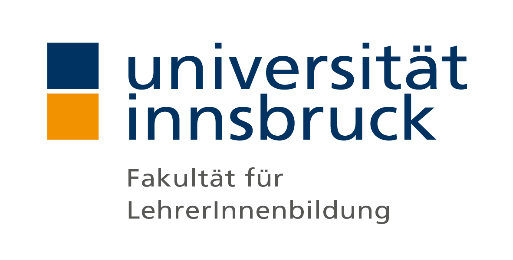 universität
innsbruck
Fakultät für
LehrerInnenbildung